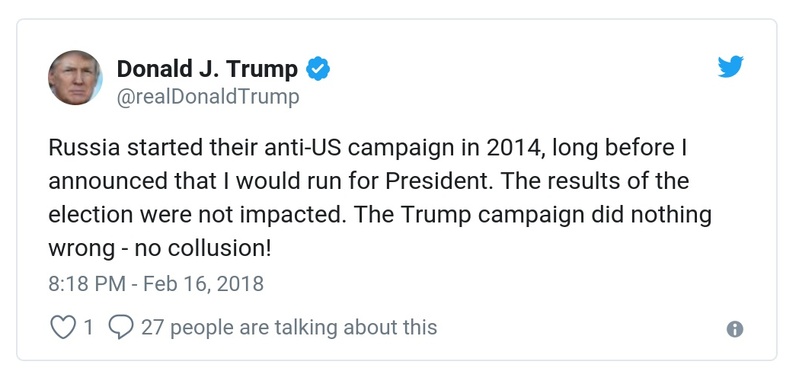 Donald J. Trump
@realDonaldTrump
Russia started their anti-US campaign in 2014, long before I
announced that I would run for President. The results of the
election were not impacted. The Trump campaign did nothing
wrong - no collusion!
8:18 PM - Feb 16, 2018
1 27 people are talking about this